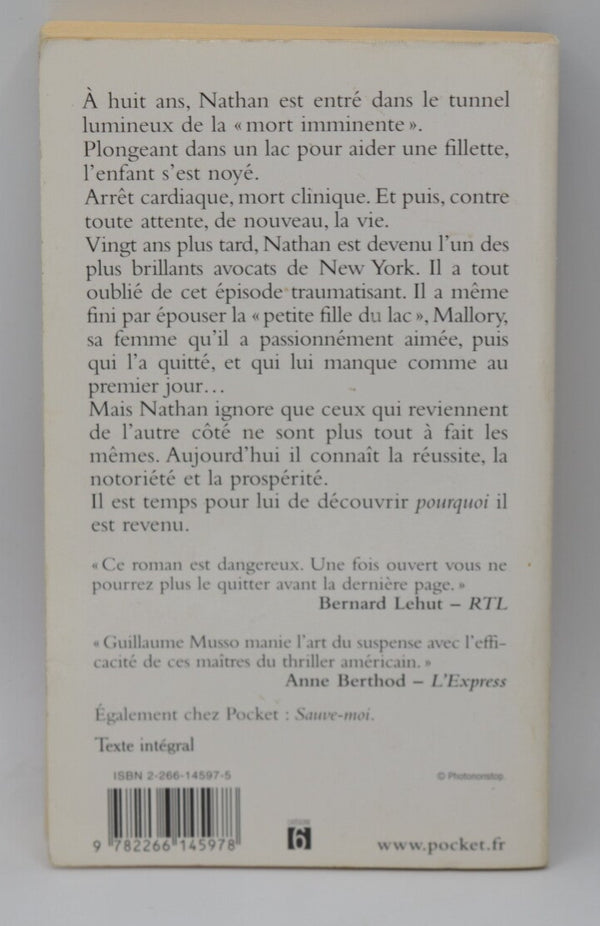 À huit ans, Nathan est entré dans le tunnel
lumineux de la « mort imminente ».
Plongeant dans un lac pour aider une fillette,
l'enfant s'est noyé.
Arrêt cardiaque, mort clinique. Et puis, contre
toute attente, de nouveau, la vie.
Vingt ans plus tard, Nathan est devenu l'un des
plus brillants avocats de New York. Il a tout
oublié de cet épisode traumatisant. Il a même
fini par épouser la « petite fille du lac », Mallory,
sa femme qu'il a passionnément aimée, puis
qui l'a quitté, et qui lui manque comme au
premier jour...
Mais Nathan ignore que ceux qui reviennent
de l'autre côté ne sont plus tout à fait les
mêmes. Aujourd'hui il connaît la réussite, la
notoriété et la prospérité.
Il est temps pour lui de découvrir pourquoi il
est revenu.
« Ce roman est dangereux. Une fois ouvert vous ne
pourrez plus le quitter avant la dernière page. »
Bernard Lehut – RTL
« Guillaume Musso manie l'art du suspense avec l'effi-
cacité de ces maîtres du thriller américain. »
Anne Berthod – L'Express
Également chez Pocket : Sauve-moi.
Texte intégral
ISBN 2-266-14597-5
© Photononstop.
9 782266 145978
CATÉGORIE
6
www.pocket.fr